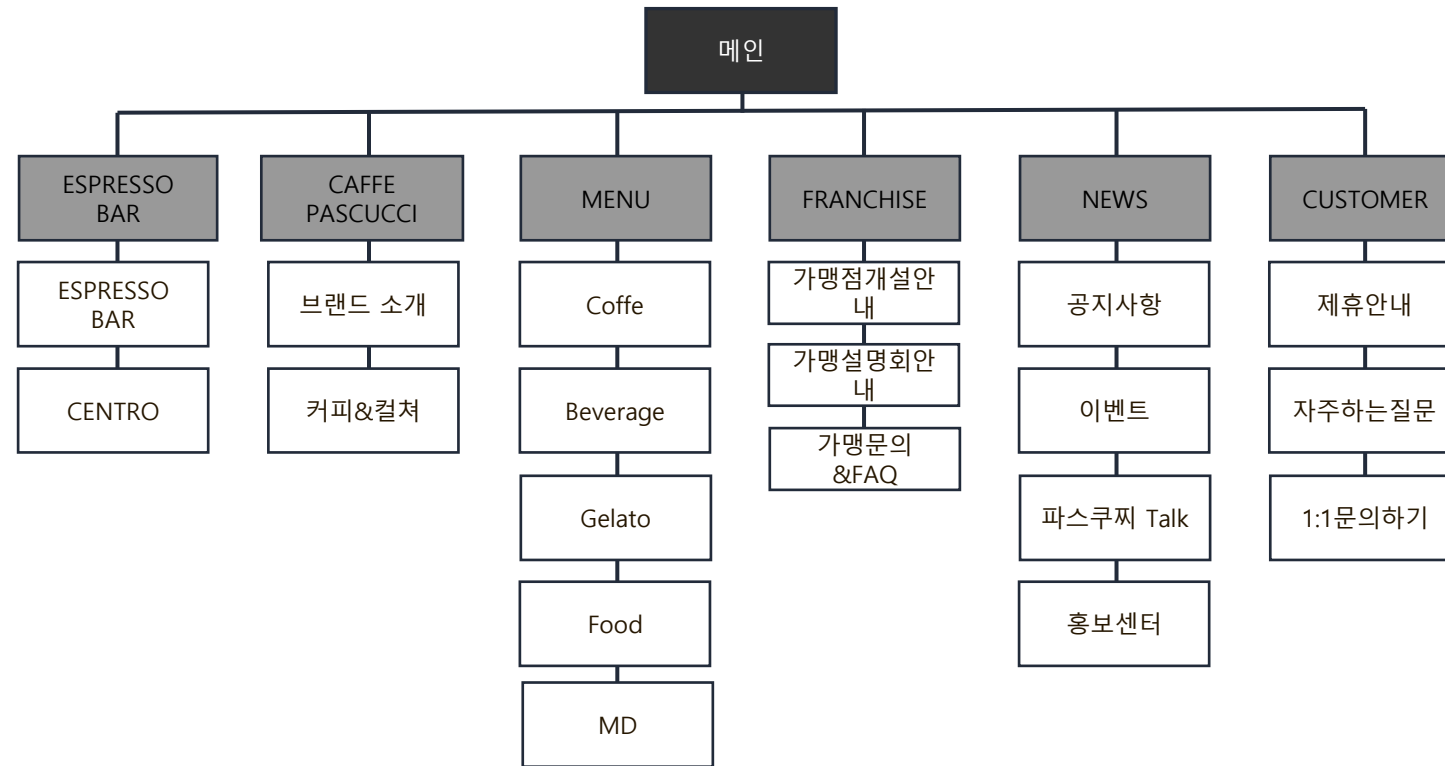 메인
ESPRESSO
BAR
ESPRESSO
BAR
CENTRO
CAFFE
PASCUCCI
브랜드 소개
커피&컬쳐
MENU
Coffe
Beverage
Gelato
Food
MD
FRANCHISE
가맹점개설안
내
가맹설명회안
내
가맹문의
&FAQ
NEWS
공지사항
이벤트
파스쿠찌 Talk
홍보센터
CUSTOMER
제휴안내
자주하는질문
1:1문의하기